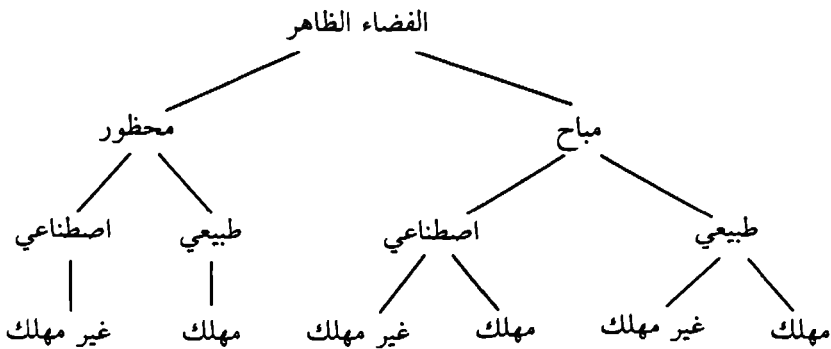 الفضاء الظاهر
مباح محظور
طبيعي اصطناعي طبيعي اصطناعي
مهلك غير مهلك مهلك غير مهلك مهلك غير مهلك